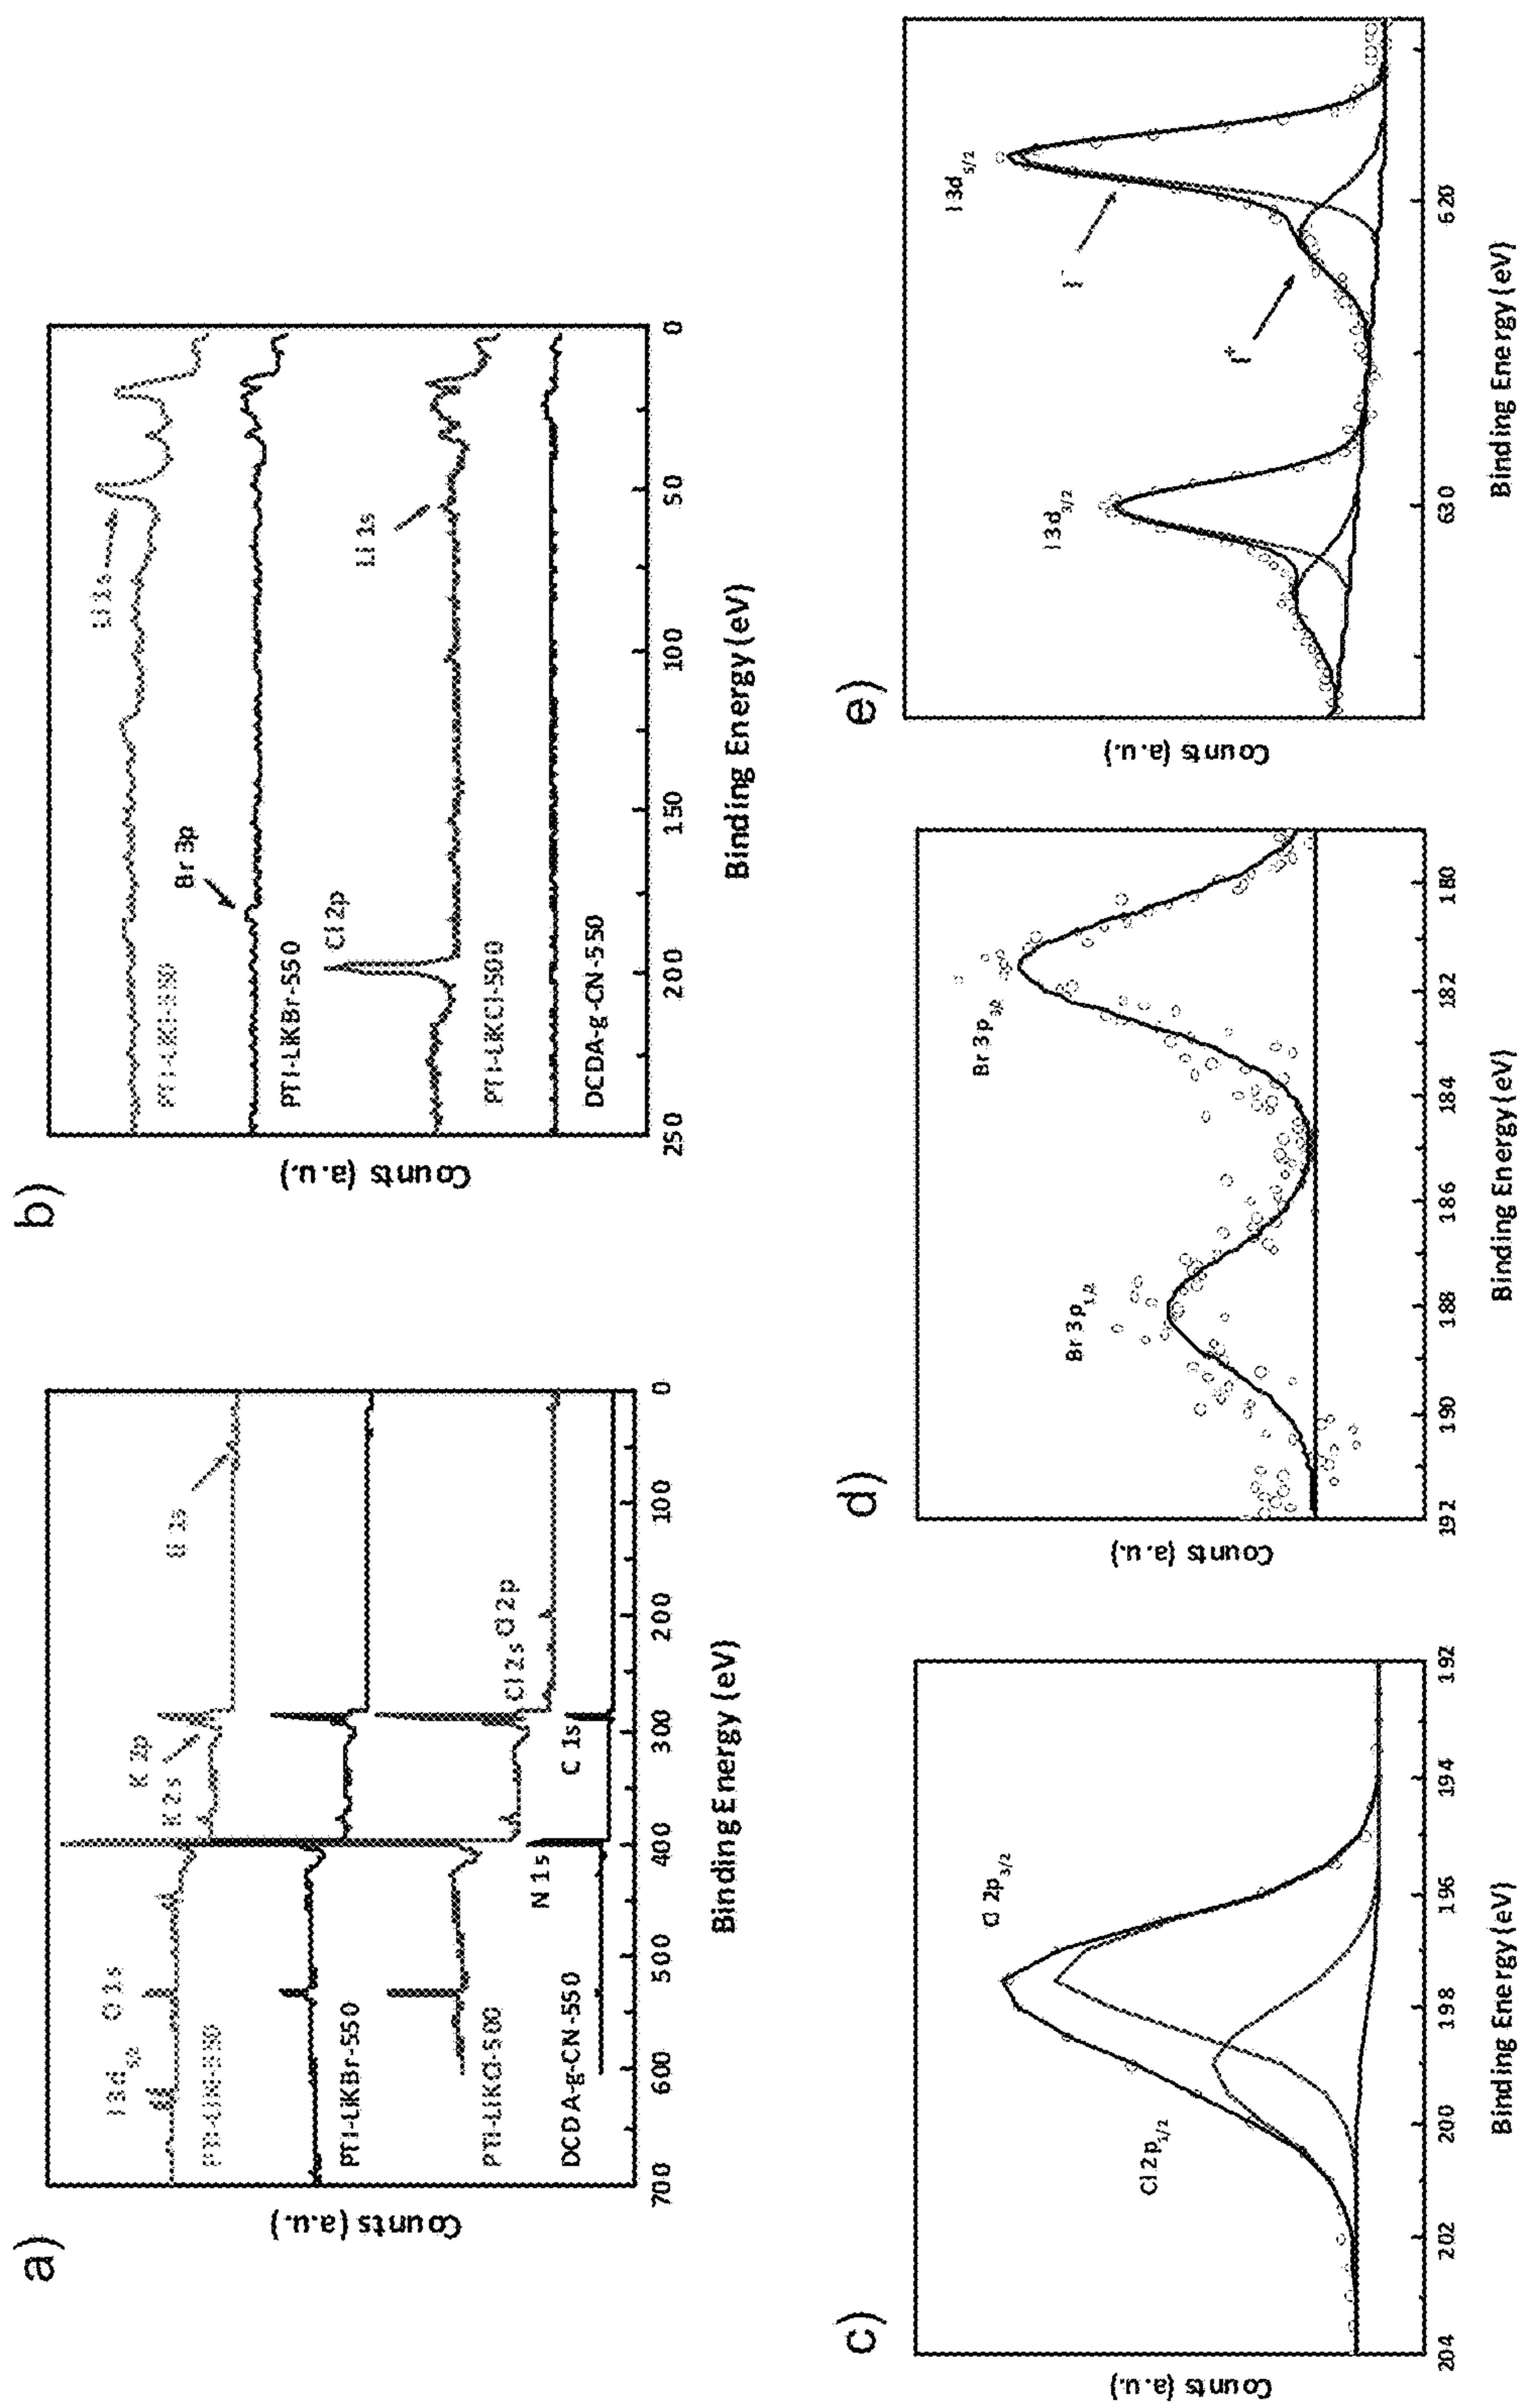 a)
Counts (a.u.)
I 3d5/2
O 1s
K 2s
K 2p
Li 1s
PTI-LiKBr-550
PTI-LiKCl-500
Cl 2s
Cl 2p
DCDA-g-CN-550
N 1s
C 1s
700
600
500
400
300
200
100
0
Binding Energy (eV)
b)
Counts (a.u.)
Li 1s
Br 3p
PTI-LiKBr-550
Cl 2p
Li 1s
PTI-LiKCl-500
DCDA-g-CN-550
250
200
150
100
50
0
Binding Energy (eV)
c)
Counts (a.u.)
Cl 2p3/2
Cl 2p1/2
204
202
200
198
196
194
192
Binding Energy (eV)
d)
Counts (a.u.)
Br 3p3/2
Br 3p1/2
192
190
188
186
184
182
180
Binding Energy (eV)
e)
Counts (a.u.)
I 3d5/2
I 3d3/2
I-
I+
630
620
Binding Energy (eV)